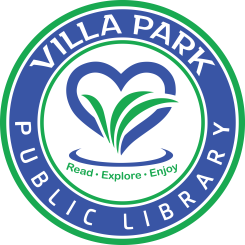 VILLA PARK
Read • Explore • Enjoy
PUBLIC LIBRARY